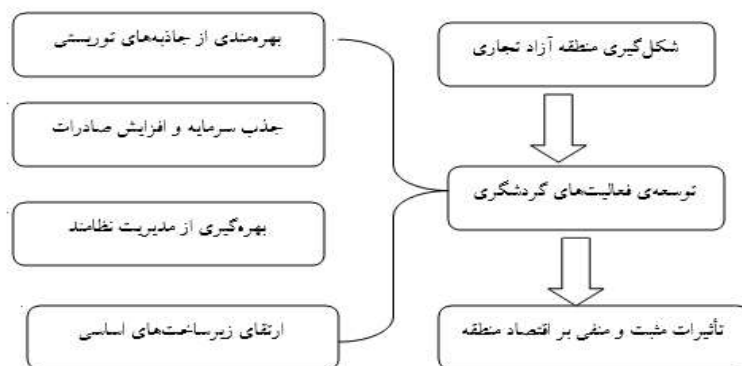 شکل‌گیری منطقه آزاد تجاری
توسعه‌ی فعالیت‌های گردشگری
تأثیرات مثبت و منفی بر اقتصاد منطقه
بهره‌مندی از جاذبه‌های توریستی
جذب سرمایه و افزایش صادرات
بهره‌گیری از مدیریت نظامند
ارتقای زیرساخت‌های اساسی